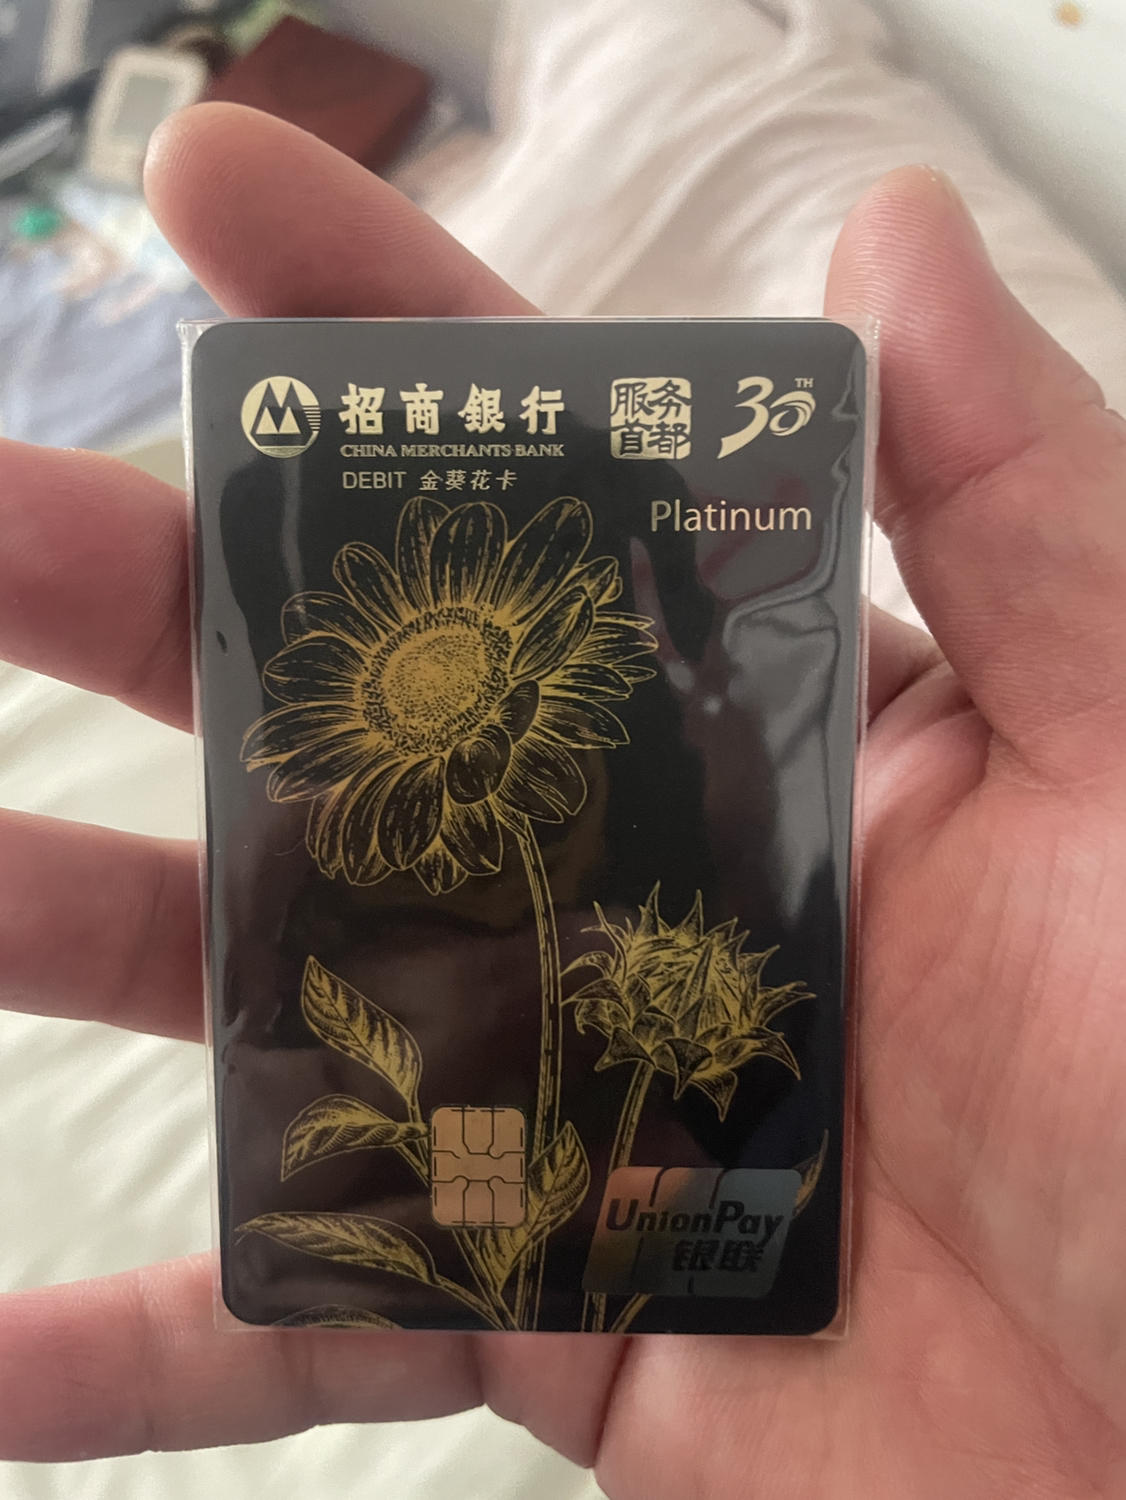 招商銀行
CHINA MERCHANTS BANK
DEBIT 金葵花卡
服务
首都
30TH
Platinum
UnionPay
银联